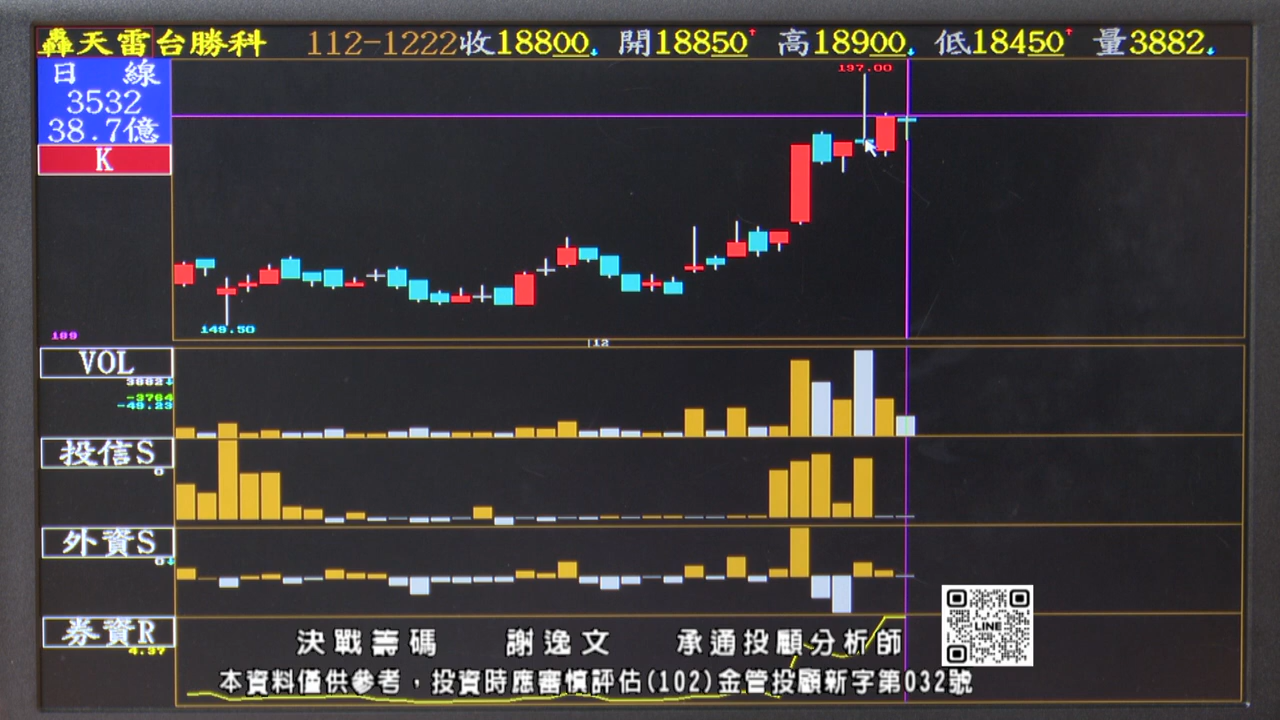 轟天雷台勝科 112-1222收18800↓ 開18850↑ 高18900↓ 低18450↑ 量3882↓
日 線
3532
38.7億
K
197.00
149.50
189
12
VOL
3882↓
-3764
-49.23
投信S
0
外資S
0↓
券資R
4.37
LINE
決戰籌碼 謝逸文 承通投顧分析師
本資料僅供參考，投資時應審慎評估(102)金管投顧新字第032號